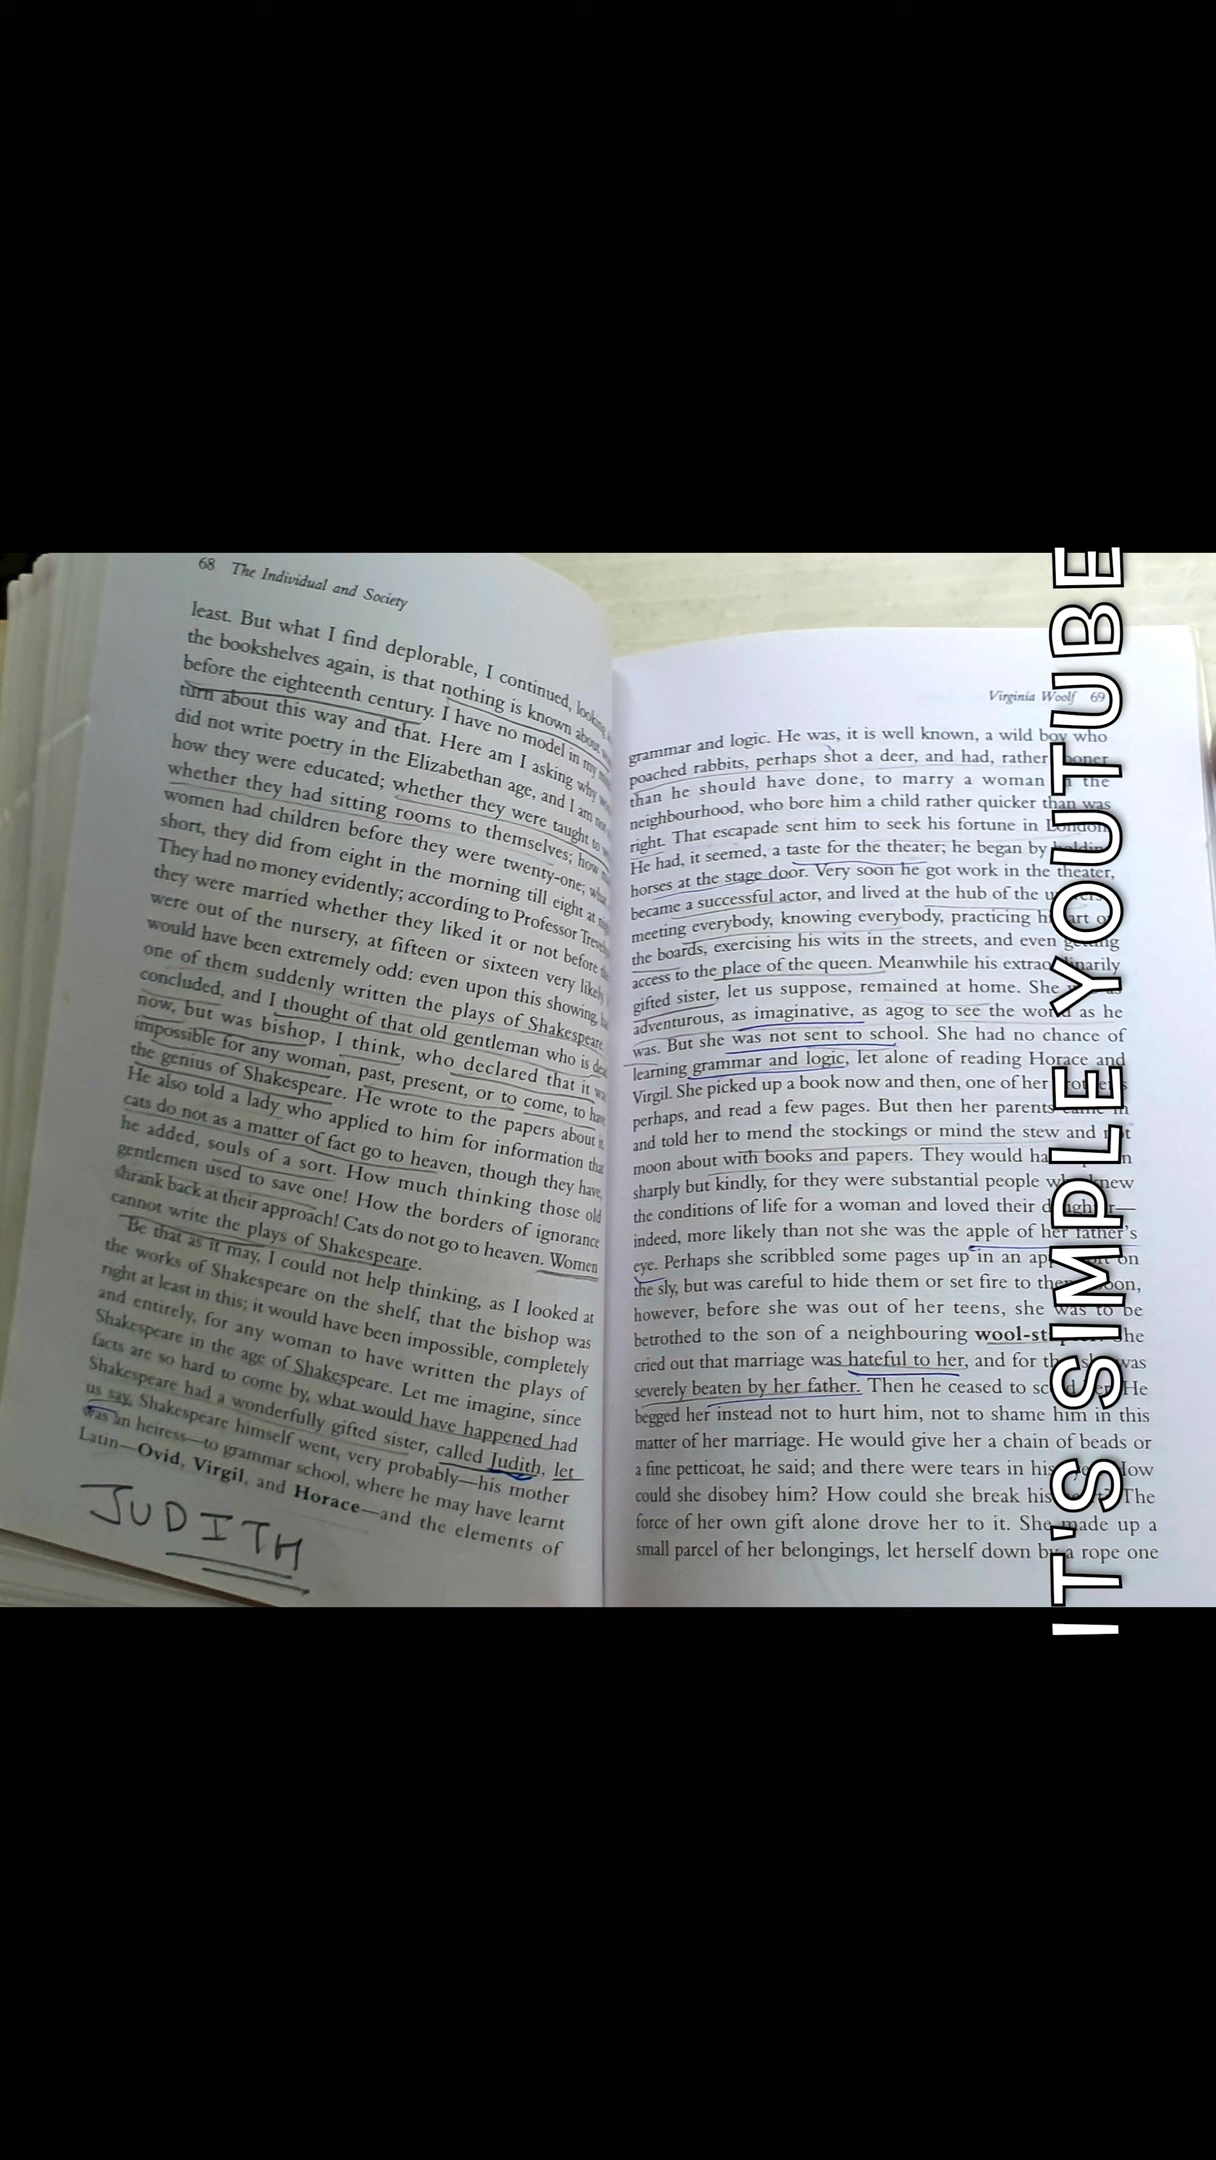 68 The Individual and Society
least. But what I find deplorable, I continued,
the bookshelves again, is that nothing is known about
before the eighteenth century. I have no model in my
turn about this way and that. Here am I asking why
did not write poetry in the Elizabethan age, and I am not
how they were educated; whether they were taught to
whether they had sitting rooms to themselves; how
women had children before they were twenty-one; what
short, they did from eight in the morning till eight at
They had no money evidently; according to Professor
they were married whether they liked it or not before
were out of the nursery, at fifteen or sixteen very likely
would have been extremely odd: even upon this showing,
one of them suddenly written the plays of Shakespeare
concluded, and I thought of that old gentleman who is
now, but was bishop, I think, who declared that it
impossible for any woman, past, present, or to come, to
the genius of Shakespeare. He wrote to the papers about
He also told a lady who applied to him for information
cats do not as a matter of fact go to heaven, though they have,
he added, souls of a sort. How much thinking those old
gentlemen used to save one! How the borders of ignorance
shrank back at their approach! Cats do not go to heaven. Women
cannot write the plays of Shakespeare.
Be that as it may, I could not help thinking, as I looked at
the works of Shakespeare on the shelf, that the bishop was
right at least in this; it would have been impossible, completely
and entirely, for any woman to have written the plays of
Shakespeare in the age of Shakespeare. Let me imagine, since
facts are so hard to come by, what would have happened had
Shakespeare had a wonderfully gifted sister, called Judith, let
us say. Shakespeare himself went, very probably—his mother
was an heiress—to grammar school, where he may have learnt
Latin—Ovid, Virgil, and Horace—and the elements of
JUDITH
Virginia Woolf 69
grammar and logic. He was, it is well known, a wild boy who
poached rabbits, perhaps shot a deer, and had, rather
than he should have done, to marry a woman the
neighbourhood, who bore him a child rather quicker than was
right. That escapade sent him to seek his fortune in London
He had, it seemed, a taste for the theater; he began by
horses at the stage door. Very soon he got work in the theater,
became a successful actor, and lived at the hub of the
meeting everybody, knowing everybody, practicing art
the boards, exercising his wits in the streets, and even
access to the place of the queen. Meanwhile his
gifted sister, let us suppose, remained at home. She
adventurous, as imaginative, as agog to see the world as he
was. But she was not sent to school. She had no chance of
learning grammar and logic, let alone of reading Horace and
Virgil. She picked up a book now and then, one of her
perhaps, and read a few pages. But then her parents
and told her to mend the stockings or mind the stew and
moon about with books and papers. They would
sharply but kindly, for they were substantial people
the conditions of life for a woman and loved their
indeed, more likely than not she was the apple of her father's
eye. Perhaps she scribbled some pages up in an on
the sly, but was careful to hide them or set fire to
however, before she was out of her teens, she was to be
betrothed to the son of a neighbouring
cried out that marriage was hateful to her, and for was
severely beaten by her father. Then he ceased to He
begged her instead not to hurt him, not to shame him in this
matter of her marriage. He would give her a chain of beads or
a fine petticoat, he said; and there were tears in his
could she disobey him? How could she break his The
force of her own gift alone drove her to it. She made up a
small parcel of her belongings, let herself down by a rope one
IT'S SIMPLE YOUTUBE